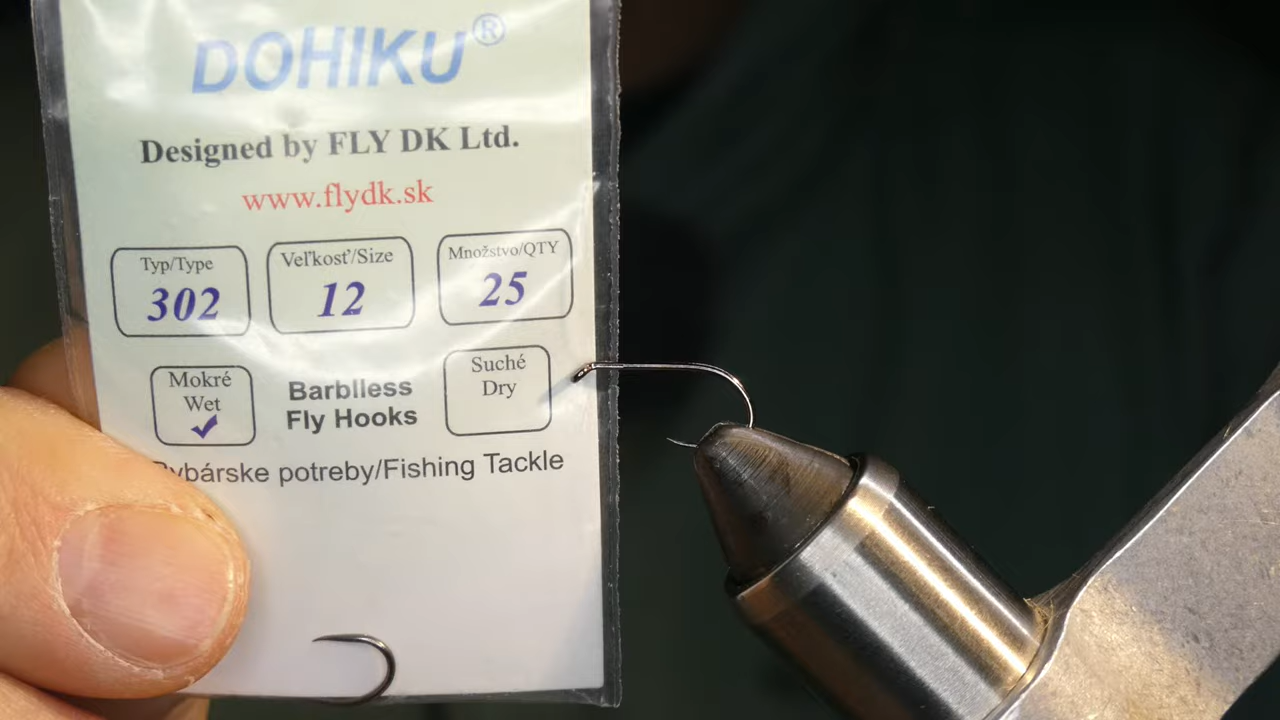 DOHIKU®
Designed by FLY DK Ltd.
www.flydk.sk
Typ/Type
302
Veľkosť/Size
12
Množstvo/QTY
25
Mokré
Wet
✓
Barblless
Fly Hooks
Suché
Dry
potreby/Fishing Tackle